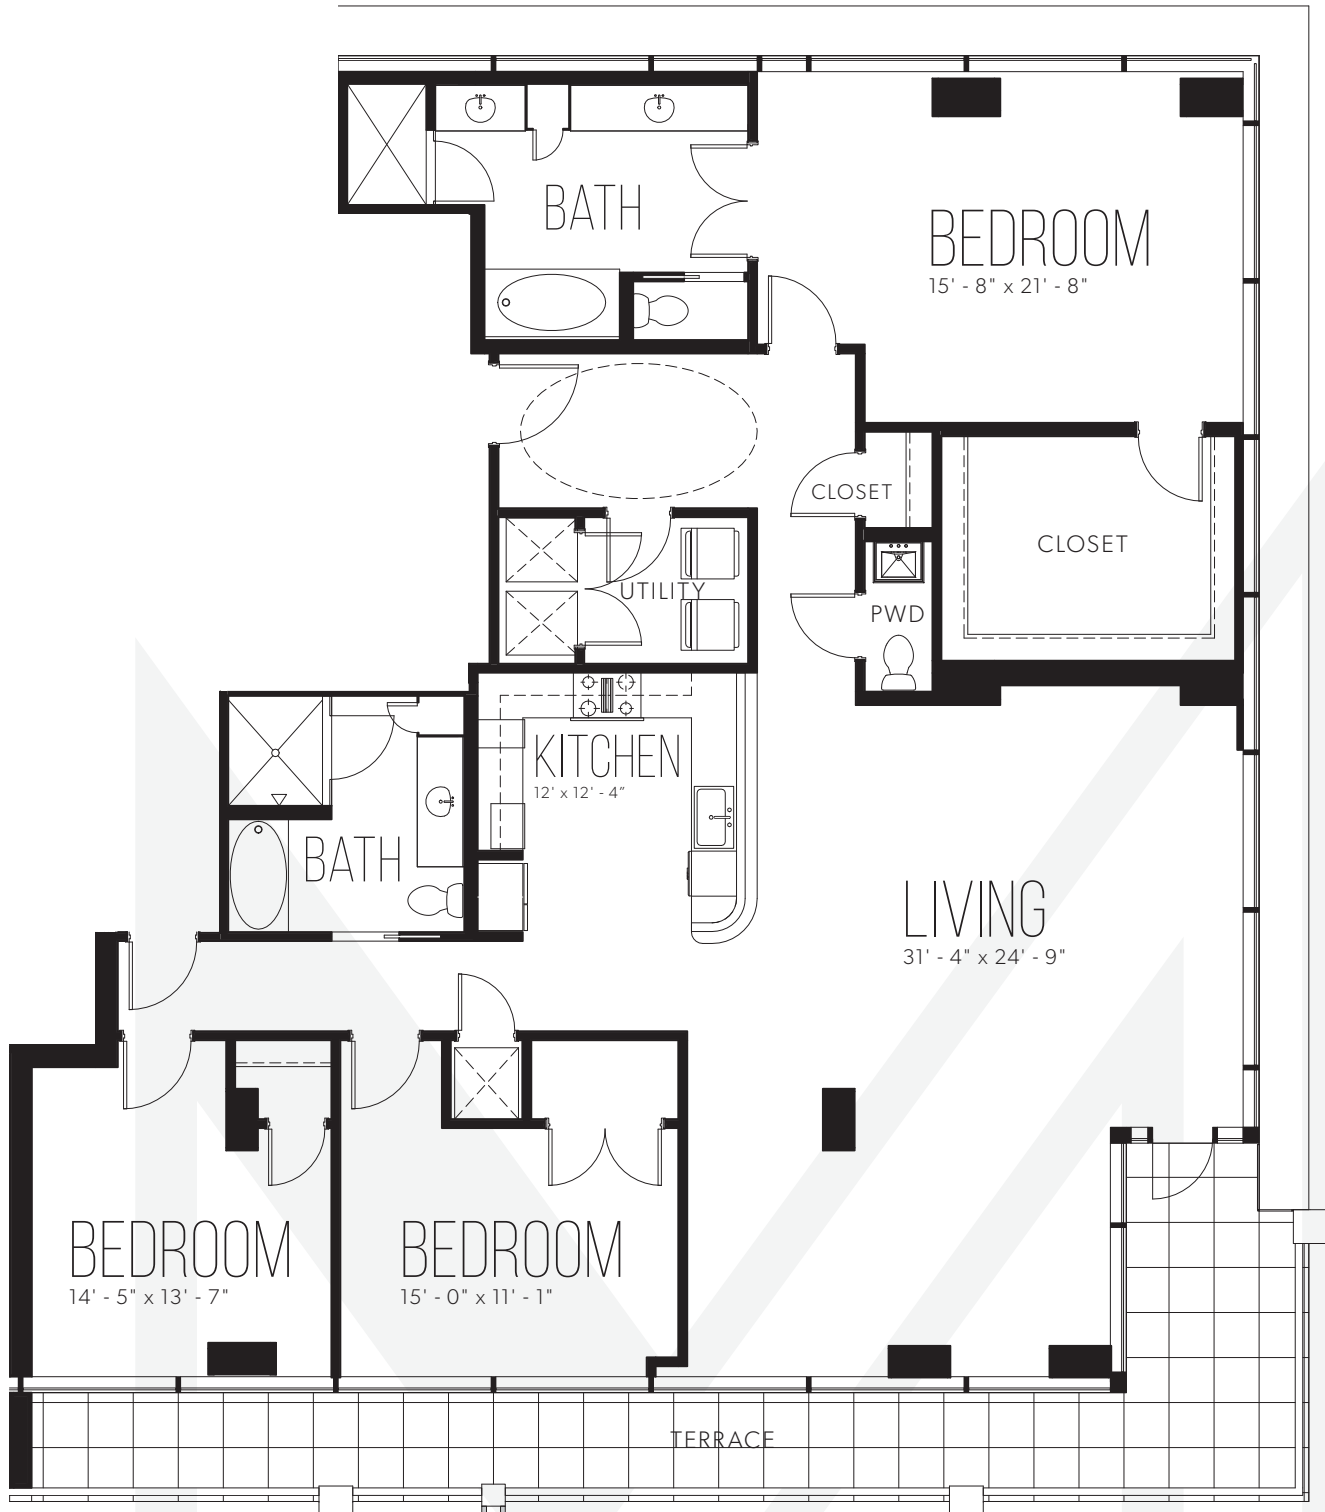 BATH
BEDROOM
15' - 8" x 21' - 8"
CLOSET
CLOSET
UTILITY
PWD
KITCHEN
12' x 12' - 4"
BATH
LIVING
31' - 4" x 24' - 9"
BEDROOM
14' - 5" x 13' - 7"
BEDROOM
15' - 0" x 11' - 1"
TERRACE